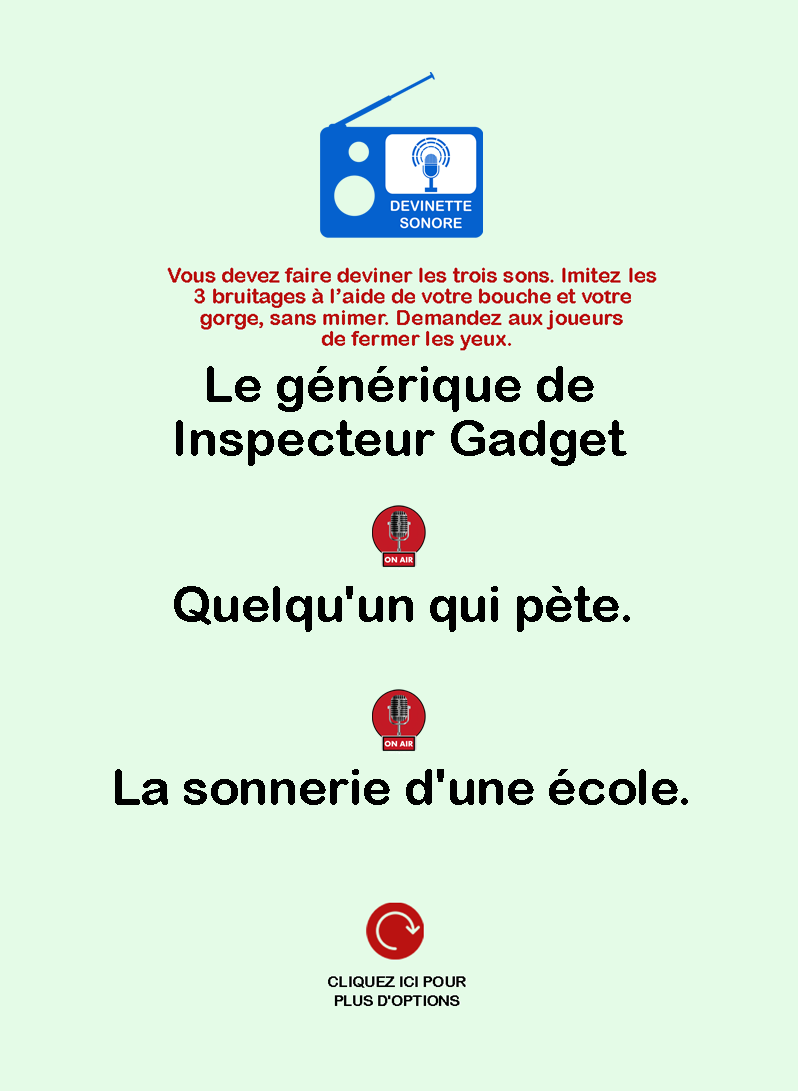 DEVINETTE
SONORE
Vous devez faire deviner les trois sons. Imitez les
3 bruitages à l’aide de votre bouche et votre
gorge, sans mimer. Demandez aux joueurs
de fermer les yeux.
Le générique de
Inspecteur Gadget
ON AIR
Quelqu'un qui pète.
ON AIR
La sonnerie d'une école.
CLIQUEZ ICI POUR
PLUS D'OPTIONS